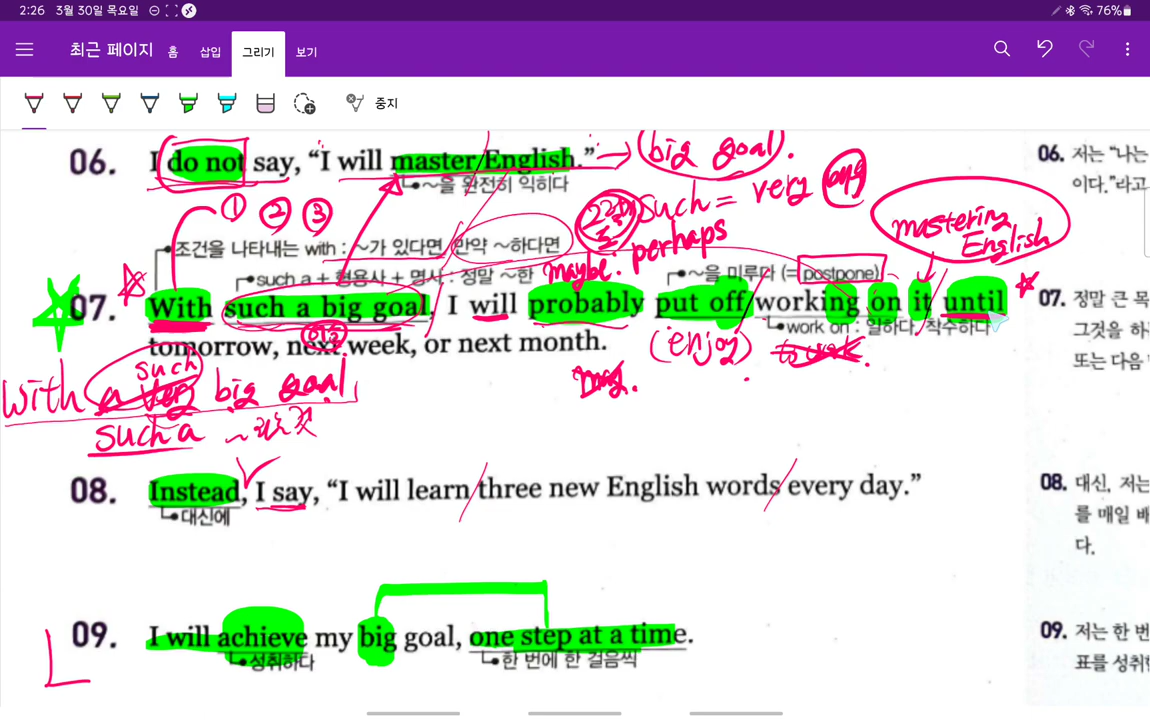 2:26 3월 30일 목요일 76%
최근 페이지 홈 삽입 그리기 보기
중지
06. I do not say, “I will master English.” big goal.
~을 완전히 익히다
06. 저는 “나는
이다.”라고
① ② ③
such = very
mastering English
조건을 나타내는 with : ~가 있다면, 만약 ~하다면
maybe. perhaps
such a + 형용사 + 명사 : 정말 ~한
~을 미루다 (= postpone)
07. With such a big goal, I will probably put off working on it until
work on : 일하다, 착수하다
tomorrow, next week, or next month.
(enjoy)
07. 정말 큰 목
그것을 하
또는 다음
with such big goal
such a
08. Instead, I say, “I will learn three new English words every day.”
대신에
08. 대신, 저는
를 매일 배
다.
09. I will achieve my big goal, one step at a time.
성취하다
한 번에 한 걸음씩
09. 저는 한 번
표를 성취한